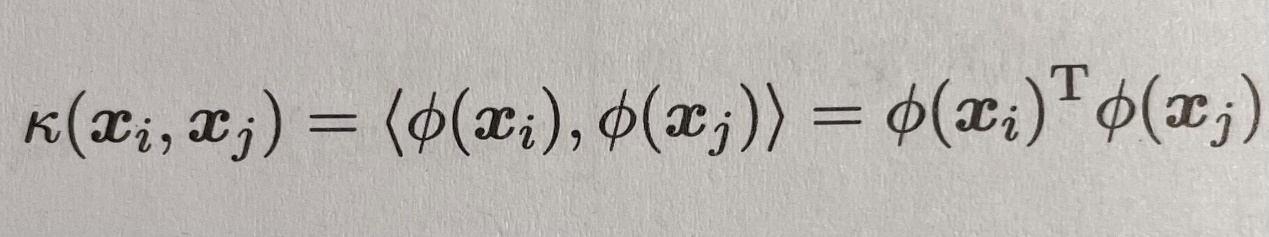 κ(𝒙ᵢ, 𝒙ⱼ) = ⟨ϕ(𝒙ᵢ), ϕ(𝒙ⱼ)⟩ = ϕ(𝒙ᵢ)ᵀϕ(𝒙ⱼ)